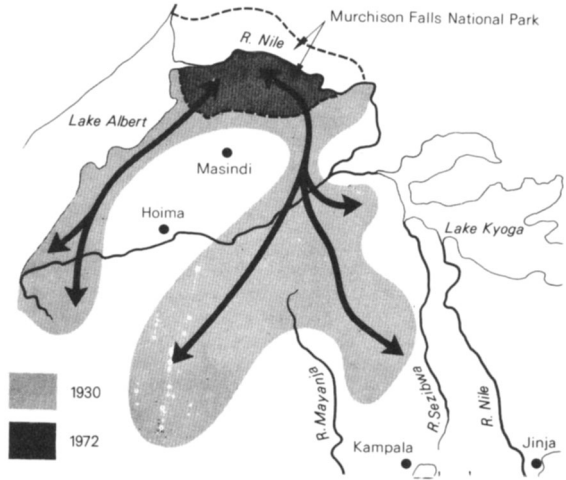 Murchison Falls National Park
R. Nile
Lake Albert
Masindi
Hoima
Lake Kyoga
1930
1972
R. Mayanja
R. Sezibwa
R. Nile
Kampala
Jinja